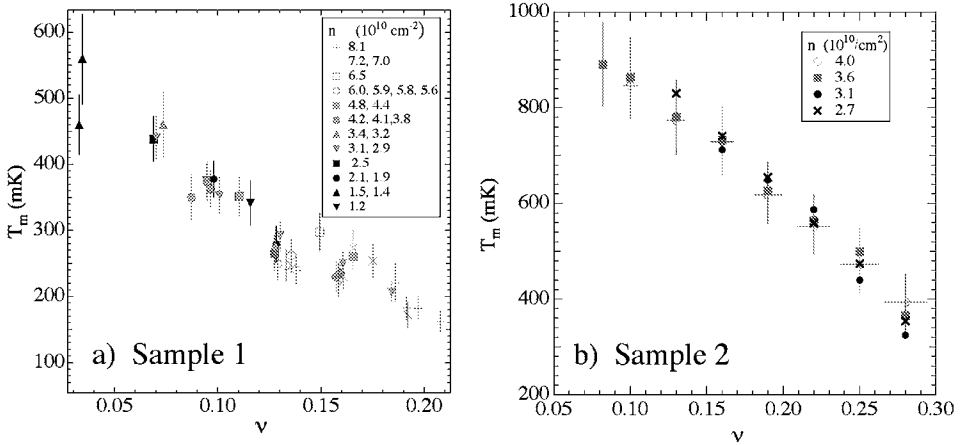 600
500
400
300
200
100
T_m (mK)
n (10^10 cm^-2)
8.1
7.2, 7.0
6.5
6.0, 5.9, 5.8, 5.6
4.8, 4.4
4.2, 4.1, 3.8
3.4, 3.2
3.1, 2.9
2.5
2.1, 1.9
1.5, 1.4
1.2
a) Sample 1
0.05 0.10 0.15 0.20
ν
1000
800
600
400
200
T_m (mK)
n (10^10/cm^2)
4.0
3.6
3.1
2.7
b) Sample 2
0.05 0.10 0.15 0.20 0.25 0.30
ν